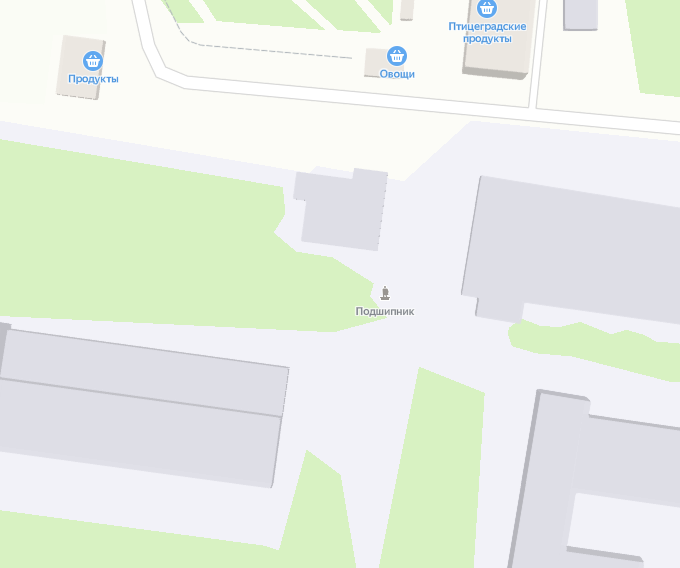 Птицеградские
продукты
Продукты
Овощи
Подшипник